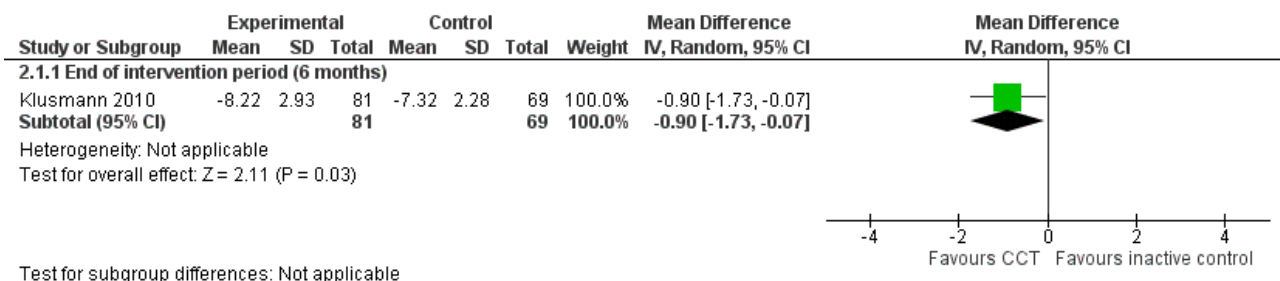 Experimental Control Mean Difference Mean Difference
Study or Subgroup Mean SD Total Mean SD Total Weight IV, Random, 95% CI IV, Random, 95% CI
2.1.1 End of intervention period (6 months)
Klusmann 2010 -8.22 2.93 81 -7.32 2.28 69 100.0% -0.90 [-1.73, -0.07]
Subtotal (95% CI) 81 69 100.0% -0.90 [-1.73, -0.07]
Heterogeneity: Not applicable
Test for overall effect: Z = 2.11 (P = 0.03)
-4 -2 0 2 4
Favours CCT Favours inactive control
Test for subgroup differences: Not applicable